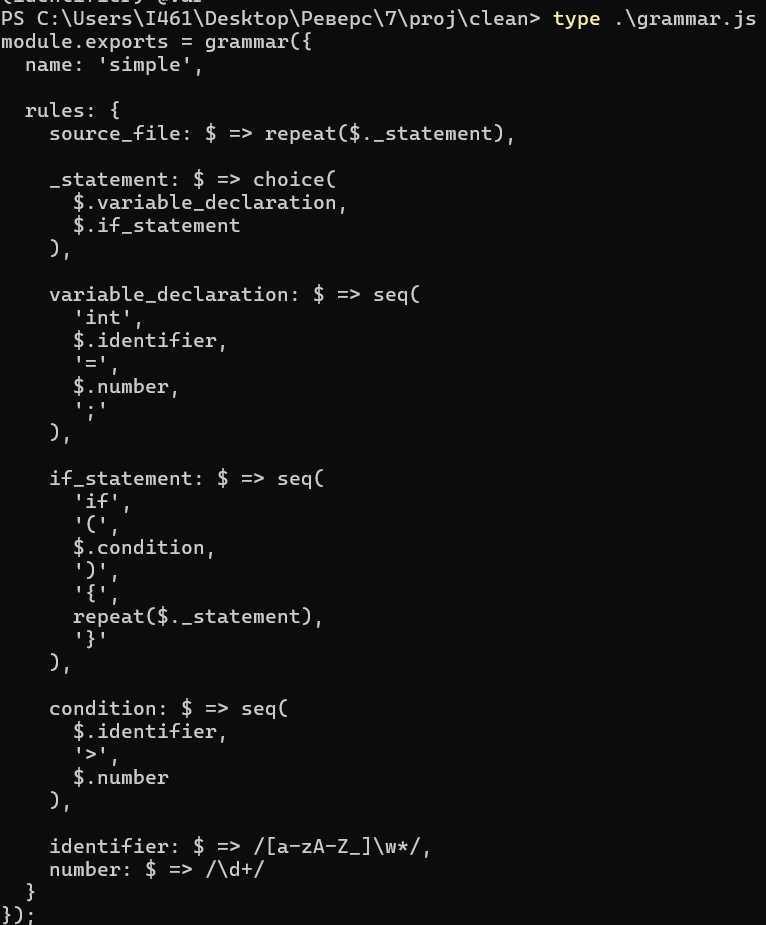 PS C:\Users\I461\Desktop\Реверс\7\proj\clean> type .\grammar.js
module.exports = grammar({
  name: 'simple',

  rules: {
    source_file: $ => repeat($._statement),

    _statement: $ => choice(
      $.variable_declaration,
      $.if_statement
    ),

    variable_declaration: $ => seq(
      'int',
      $.identifier,
      '=',
      $.number,
      ';'
    ),

    if_statement: $ => seq(
      'if',
      '(',
      $.condition,
      ')',
      '{',
      repeat($._statement),
      '}'
    ),

    condition: $ => seq(
      $.identifier,
      '>',
      $.number
    ),

    identifier: $ => /[a-zA-Z_]\w*/,
    number: $ => /\d+/
  }
});